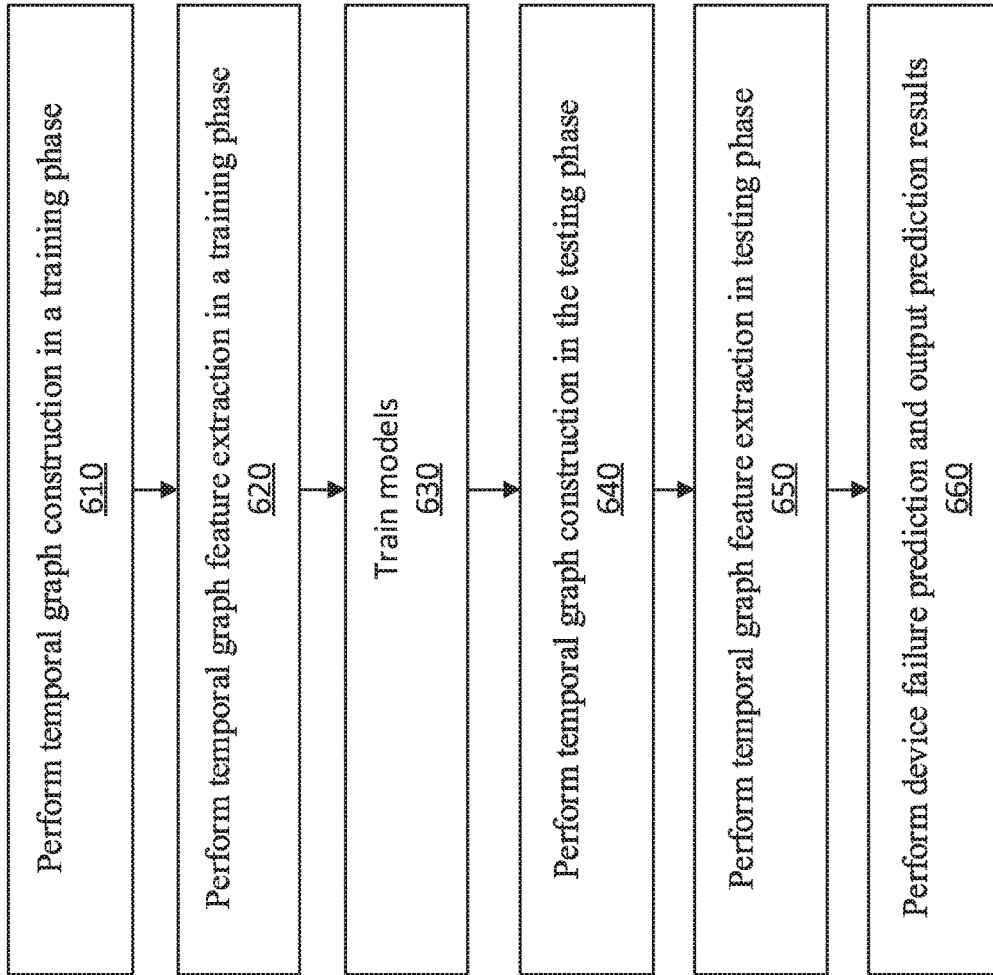 Perform temporal graph construction in a training phase
610
Perform temporal graph feature extraction in a training phase
620
Train models
630
Perform temporal graph construction in the testing phase
640
Perform temporal graph feature extraction in testing phase
650
Perform device failure prediction and output prediction results
660